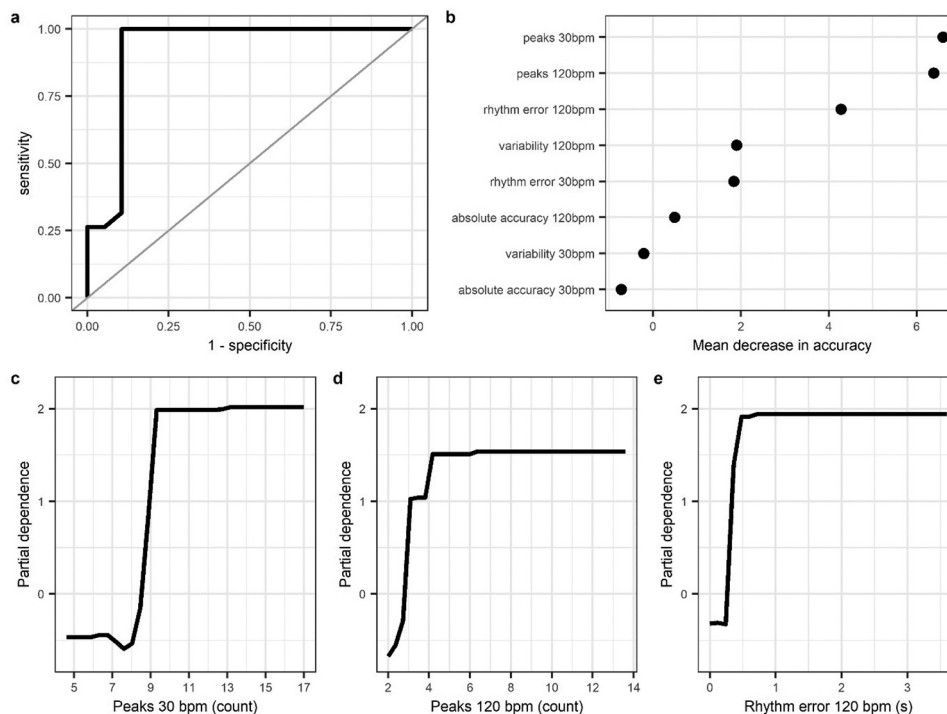 a
1.00
0.75
0.50
0.25
0.00
sensitivity
0.00 0.25 0.50 0.75 1.00
1 - specificity
b
peaks 30bpm
peaks 120bpm
rhythm error 120bpm
variability 120bpm
rhythm error 30bpm
absolute accuracy 120bpm
variability 30bpm
absolute accuracy 30bpm
0 2 4 6
Mean decrease in accuracy
c
2
1
0
Partial dependence
5 7 9 11 13 15 17
Peaks 30 bpm (count)
d
2
1
0
Partial dependence
2 4 6 8 10 12 14
Peaks 120 bpm (count)
e
2
1
0
Partial dependence
0 1 2 3
Rhythm error 120 bpm (s)